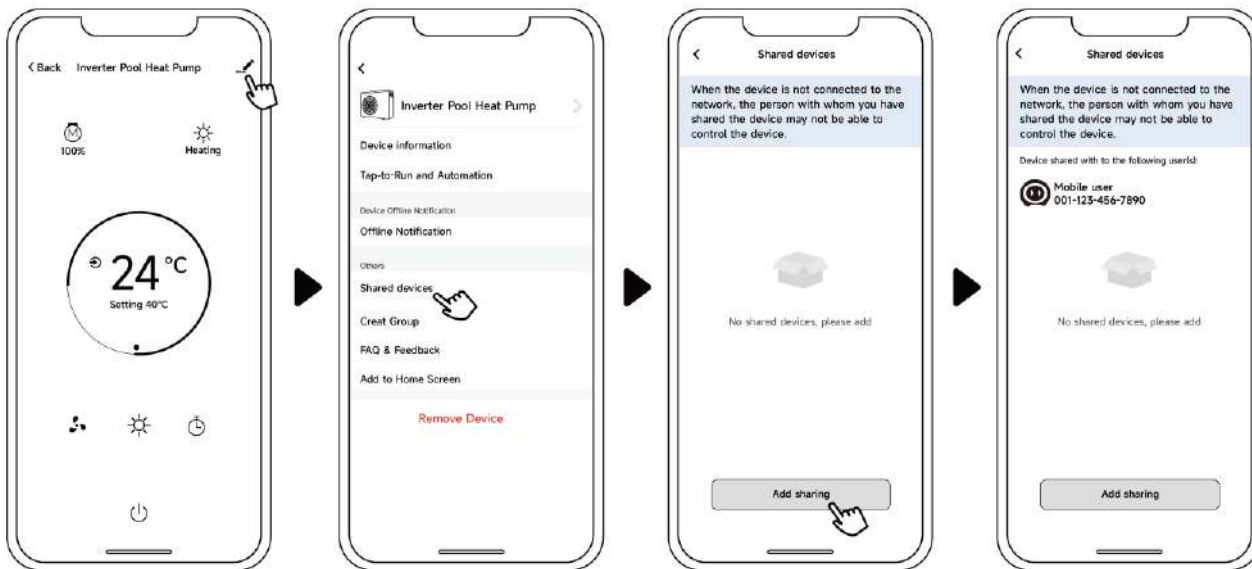 < Back Inverter Pool Heat Pump
M
100%
Heating
24 °C
Setting 40°C
<
Inverter Pool Heat Pump >
Device information
Tap-to-Run and Automation
Device Offline Notification
Offline Notification
Others
Shared devices
Creat Group
FAQ & Feedback
Add to Home Screen
Remove Device
< Shared devices
When the device is not connected to the
network, the person with whom you have
shared the device may not be able to
control the device.
No shared devices, please add
Add sharing
< Shared devices
When the device is not connected to the
network, the person with whom you have
shared the device may not be able to
control the device.
Device shared with to the following user(s):
Mobile user
001-123-456-7890
No shared devices, please add
Add sharing